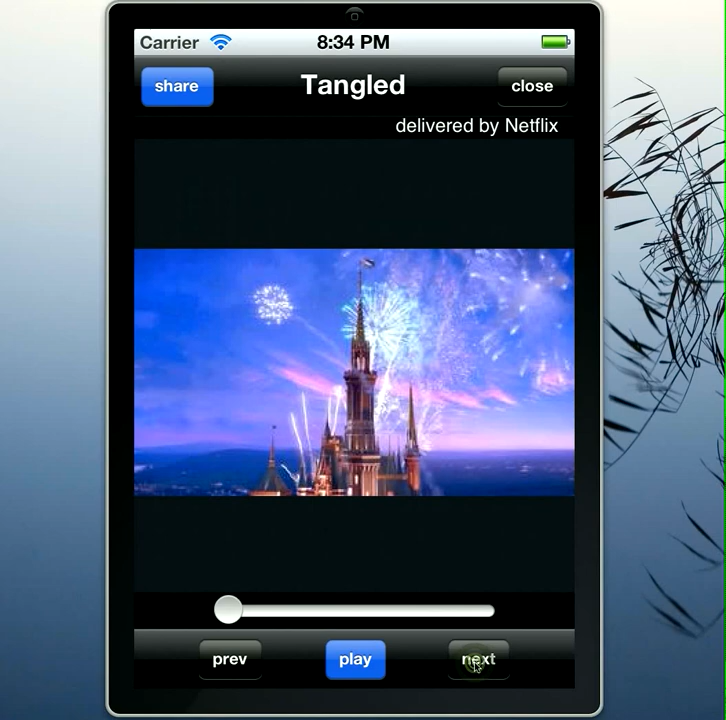 Carrier 8:34 PM
share Tangled close
delivered by Netflix
prev play next